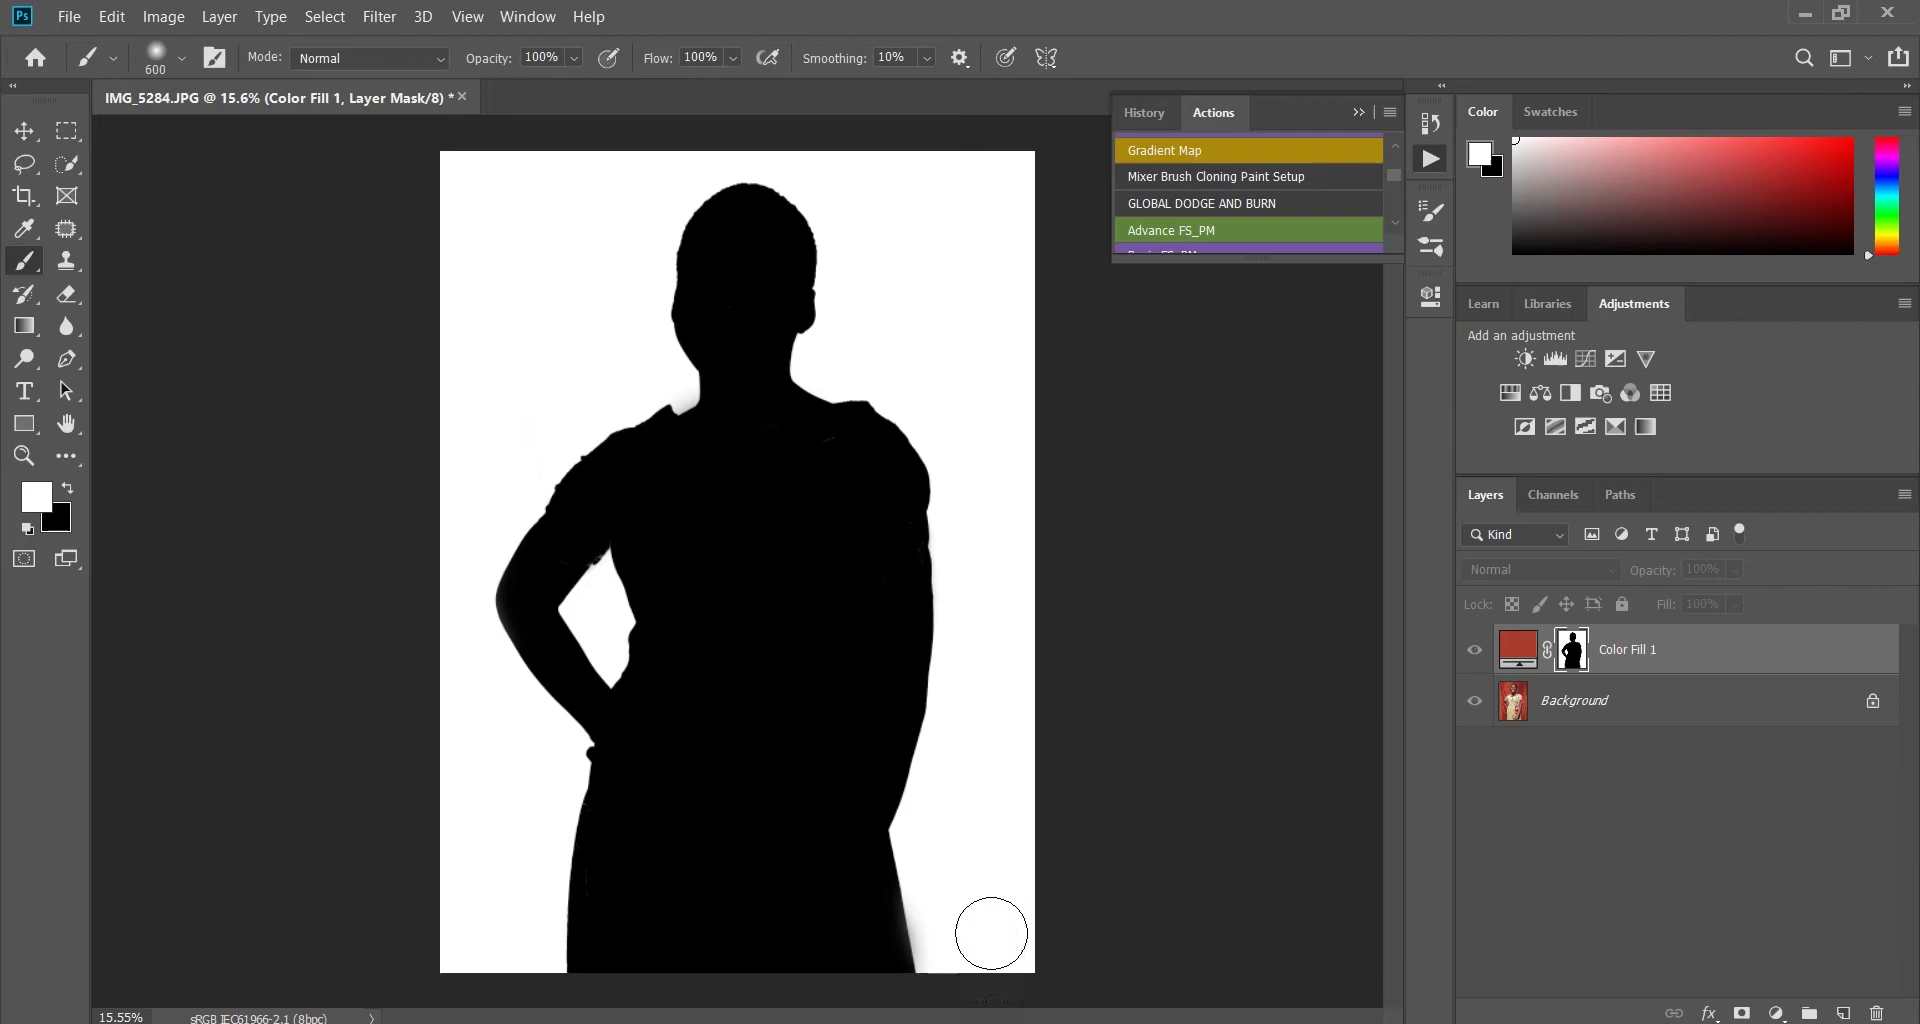 Ps File Edit Image Layer Type Select Filter 3D View Window Help
600 Mode: Normal Opacity: 100% Flow: 100% Smoothing: 10%
IMG_5284.JPG @ 15.6% (Color Fill 1, Layer Mask/8) *
History Actions
Gradient Map
Mixer Brush Cloning Paint Setup
GLOBAL DODGE AND BURN
Advance FS_PM
Color Swatches
Learn Libraries Adjustments
Add an adjustment
Layers Channels Paths
Kind
Normal Opacity: 100%
Lock: Fill: 100%
Color Fill 1
Background
fx
15.55% sRGB IEC61966-2.1 (8bpc)